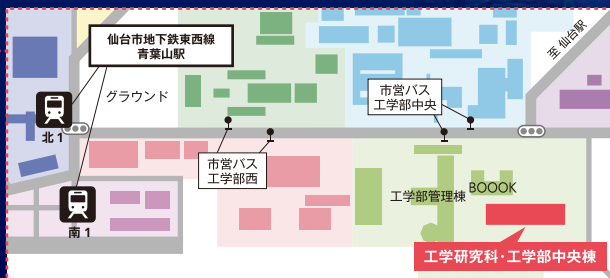 仙台市地下鉄東西線
青葉山駅
至 仙台駅
グラウンド
市営バス
工学部中央
北1
市営バス
工学部西
工学部管理棟
BOOOK
南1
工学研究科・工学部中央棟